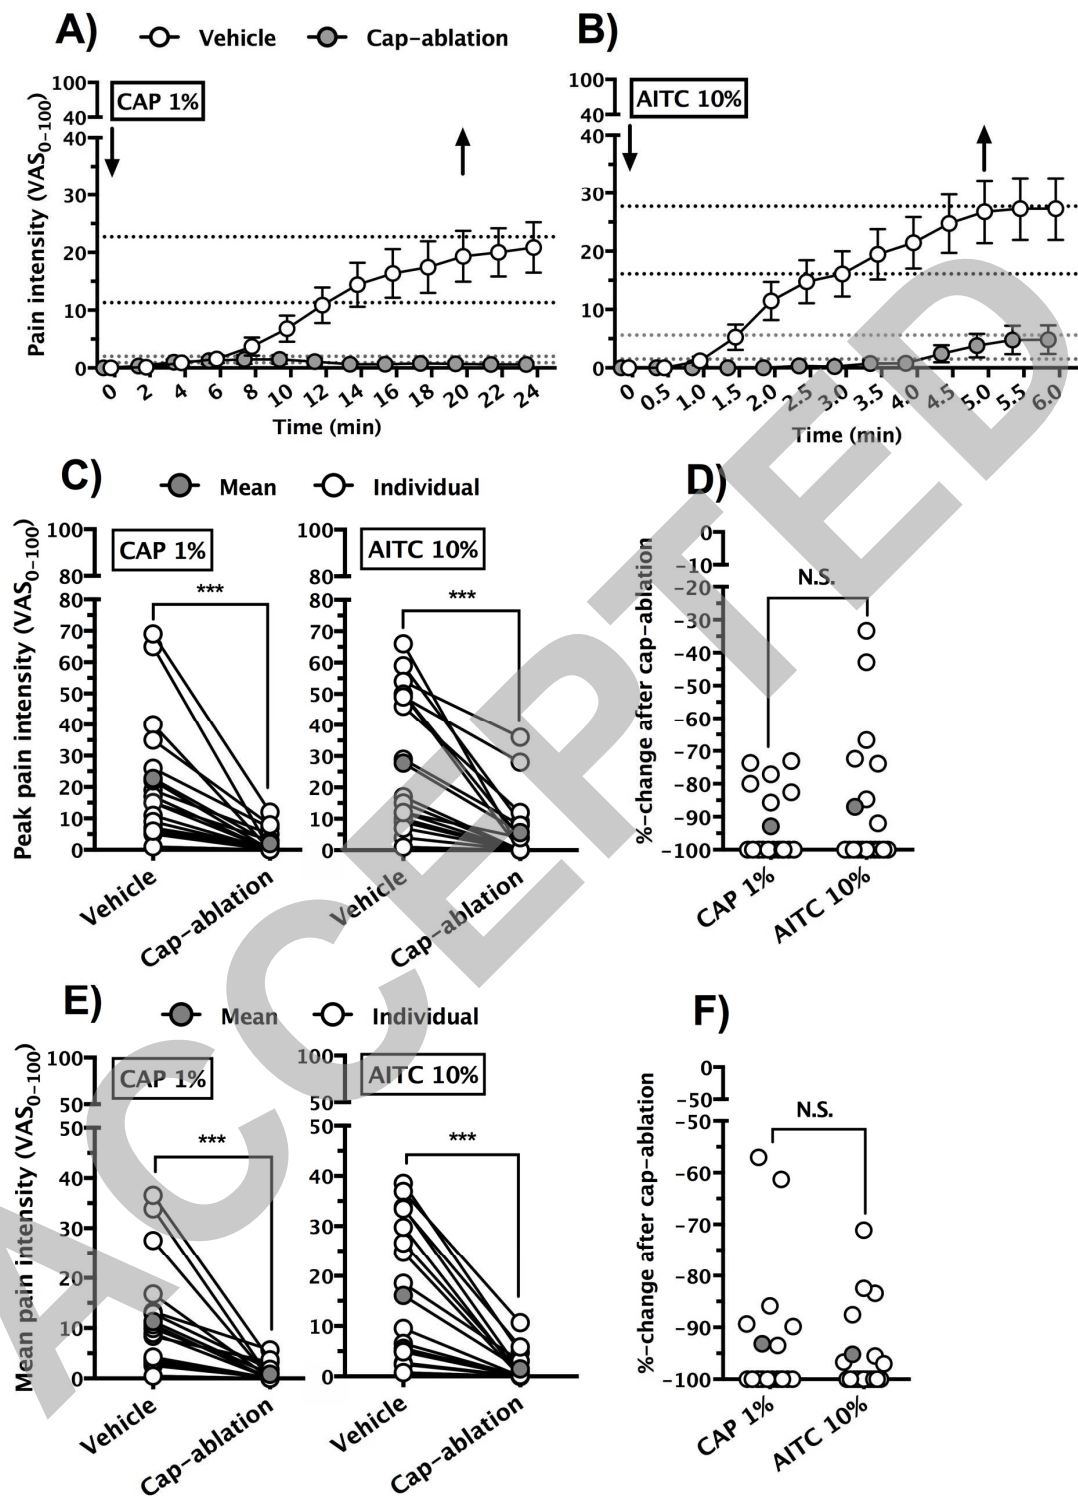 A)
Vehicle
Cap-ablation
B)
Pain intensity (VAS0-100)
100
40
40
30
20
10
0
CAP 1%
0 2 4 6 8 10 12 14 16 18 20 22 24
Time (min)
100
40
40
30
20
10
0
AITC 10%
0 0.5 1.0 1.5 2.0 2.5 3.0 3.5 4.0 4.5 5.0 5.5 6.0
Time (min)
C)
Mean
Individual
Peak pain intensity (VAS0-100)
100
80
80
70
60
50
40
30
20
10
0
CAP 1%
***
Vehicle
Cap-ablation
100
80
80
70
60
50
40
30
20
10
0
AITC 10%
***
Vehicle
Cap-ablation
D)
%-change after cap-ablation
0
-10
-20
-30
-40
-50
-60
-70
-80
-90
-100
N.S.
CAP 1%
AITC 10%
E)
Mean
Individual
Mean pain intensity (VAS0-100)
100
50
50
40
30
20
10
0
CAP 1%
***
Vehicle
Cap-ablation
100
50
50
40
30
20
10
0
AITC 10%
***
Vehicle
Cap-ablation
F)
%-change after cap-ablation
0
-50
-50
-60
-70
-80
-90
-100
N.S.
CAP 1%
AITC 10%
ACCEPTED